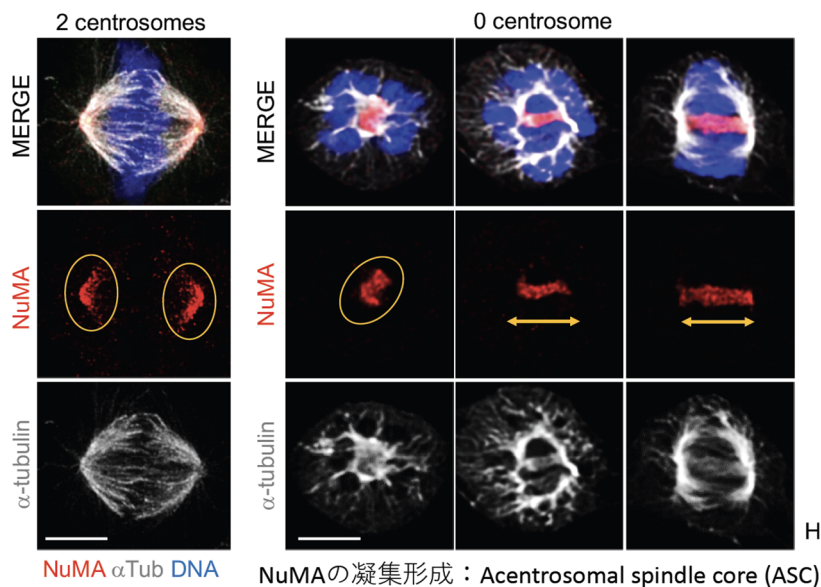 2 centrosomes
0 centrosome
MERGE
MERGE
NuMA
NuMA
α-tubulin
α-tubulin
H
NuMA αTub DNA
NuMAの凝集形成：Acentrosomal spindle core (ASC)